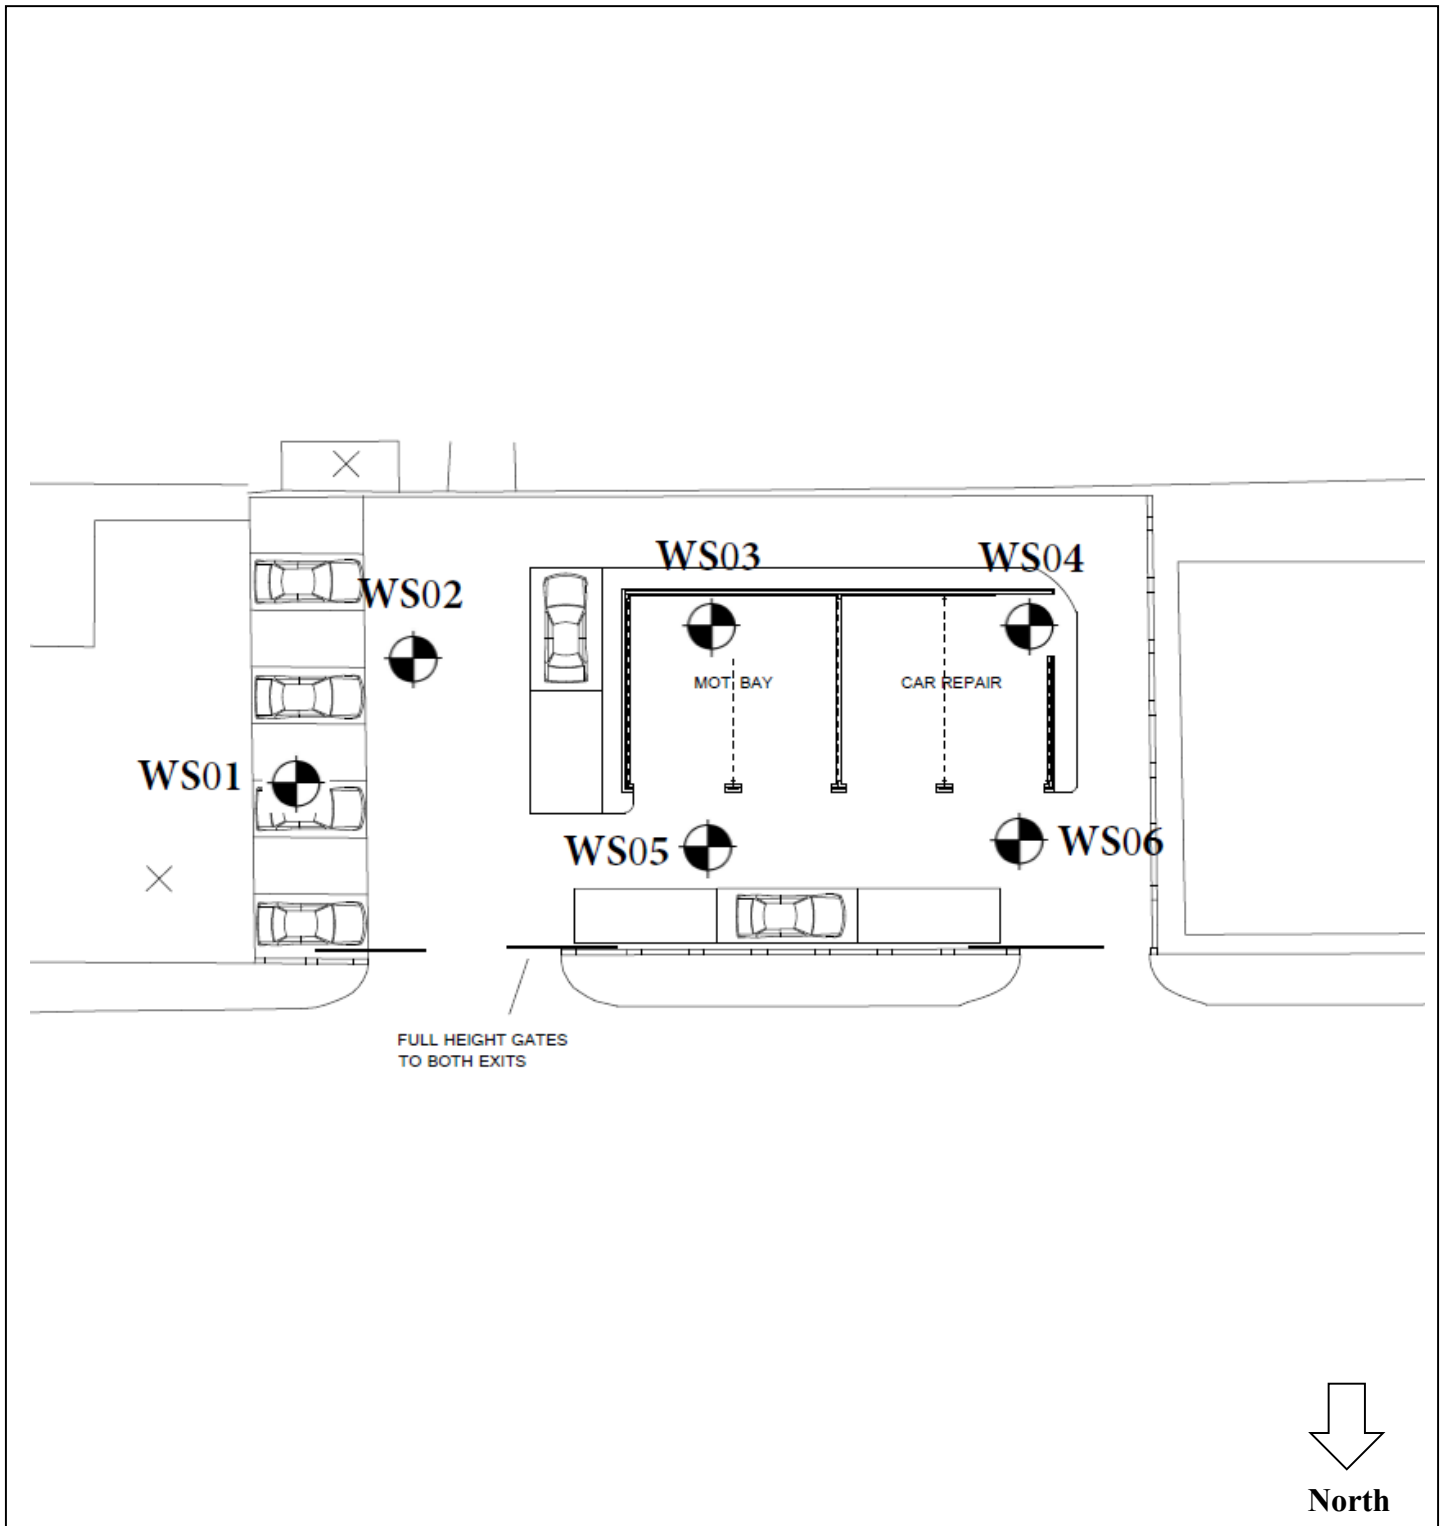 WS03
WS04
WS02
MOT BAY
CAR REPAIR
WS01
WS05
WS06
FULL HEIGHT GATES
TO BOTH EXITS
North